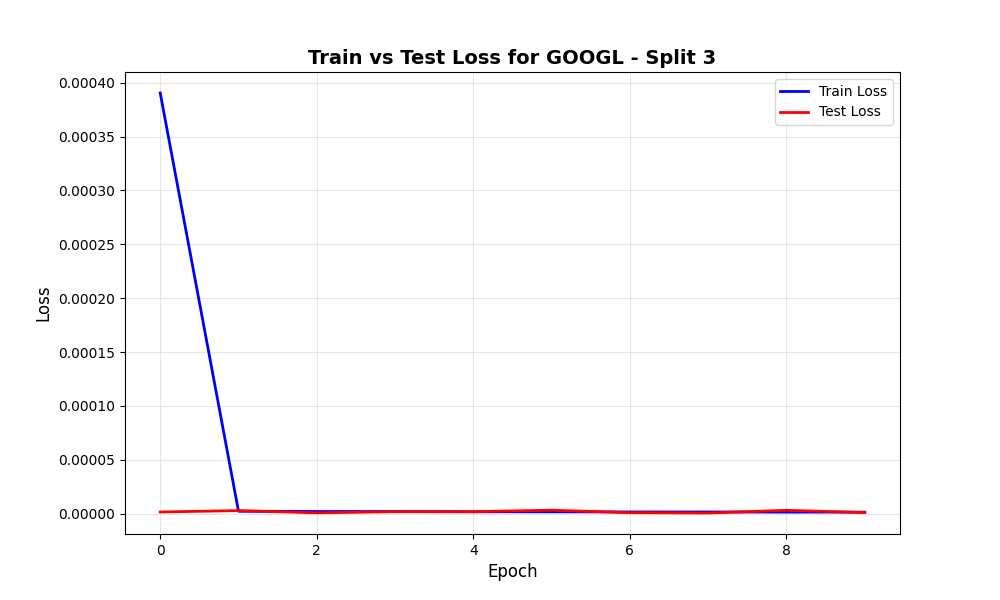 Train vs Test Loss for GOOGL - Split 3
Train Loss
Test Loss
0.00040
0.00035
0.00030
0.00025
0.00020
0.00015
0.00010
0.00005
0.00000
Loss
0 2 4 6 8
Epoch